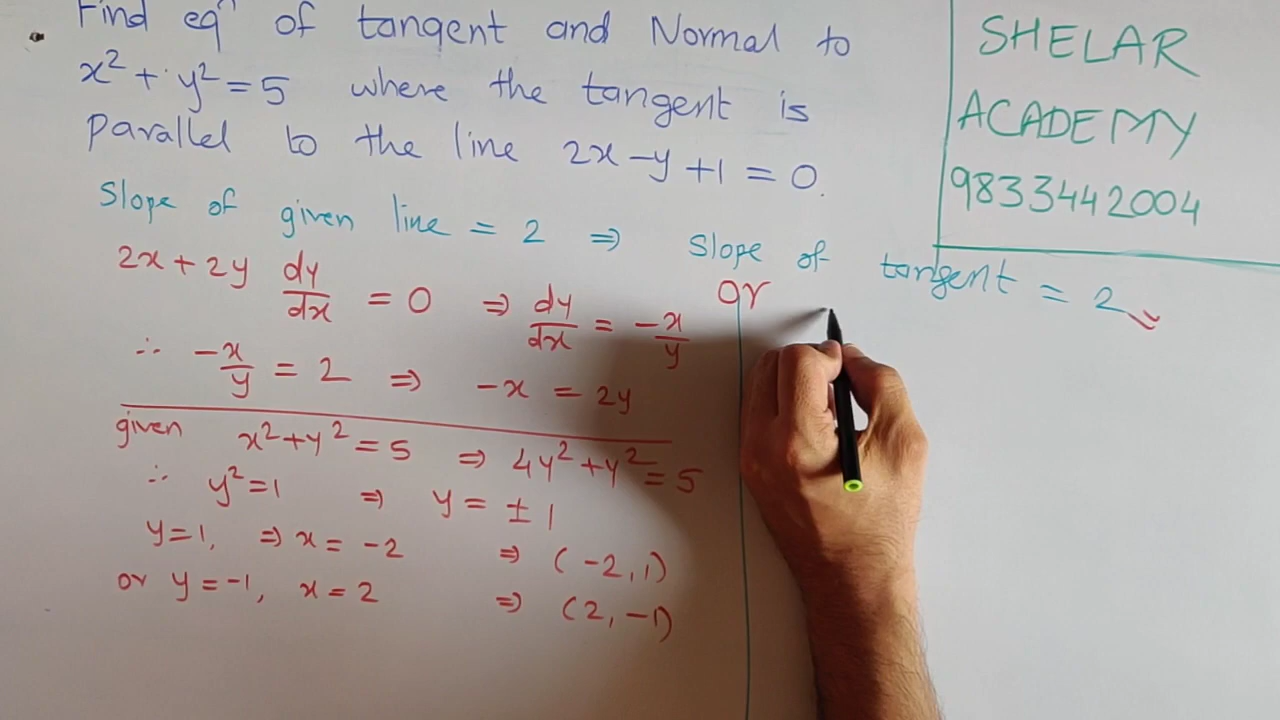 Find eqn of tangent and Normal to
x² + y² = 5 where the tangent is
parallel to the line 2x - y + 1 = 0.
Slope of given line = 2 ⇒ Slope of tangent = 2
2x + 2y dy/dx = 0 ⇒ dy/dx = -x/y
∴ -x/y = 2 ⇒ -x = 2y
given x² + y² = 5 ⇒ 4y² + y² = 5
∴ y² = 1 ⇒ y = ± 1
y = 1, ⇒ x = -2 ⇒ (-2, 1)
or y = -1, x = 2 ⇒ (2, -1)
or
SHELAR
ACADEMY
9833442004